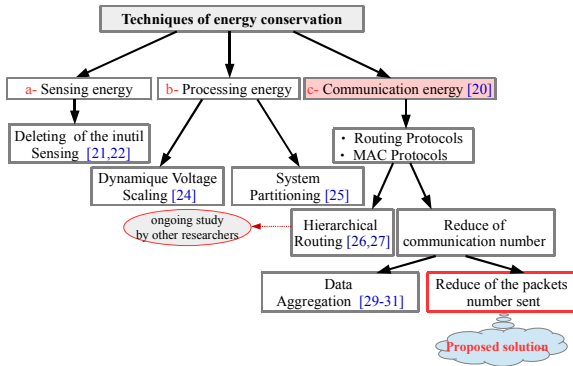 Techniques of energy conservation
a- Sensing energy
b- Processing energy
c- Communication energy [20]
Deleting of the inutil
Sensing [21,22]
• Routing Protocols
• MAC Protocols
Dynamique Voltage
Scaling [24]
System
Partitioning [25]
ongoing study
by other researchers
Hierarchical
Routing [26,27]
Reduce of
communication number
Data
Aggregation [29-31]
Reduce of the packets
number sent
Proposed solution